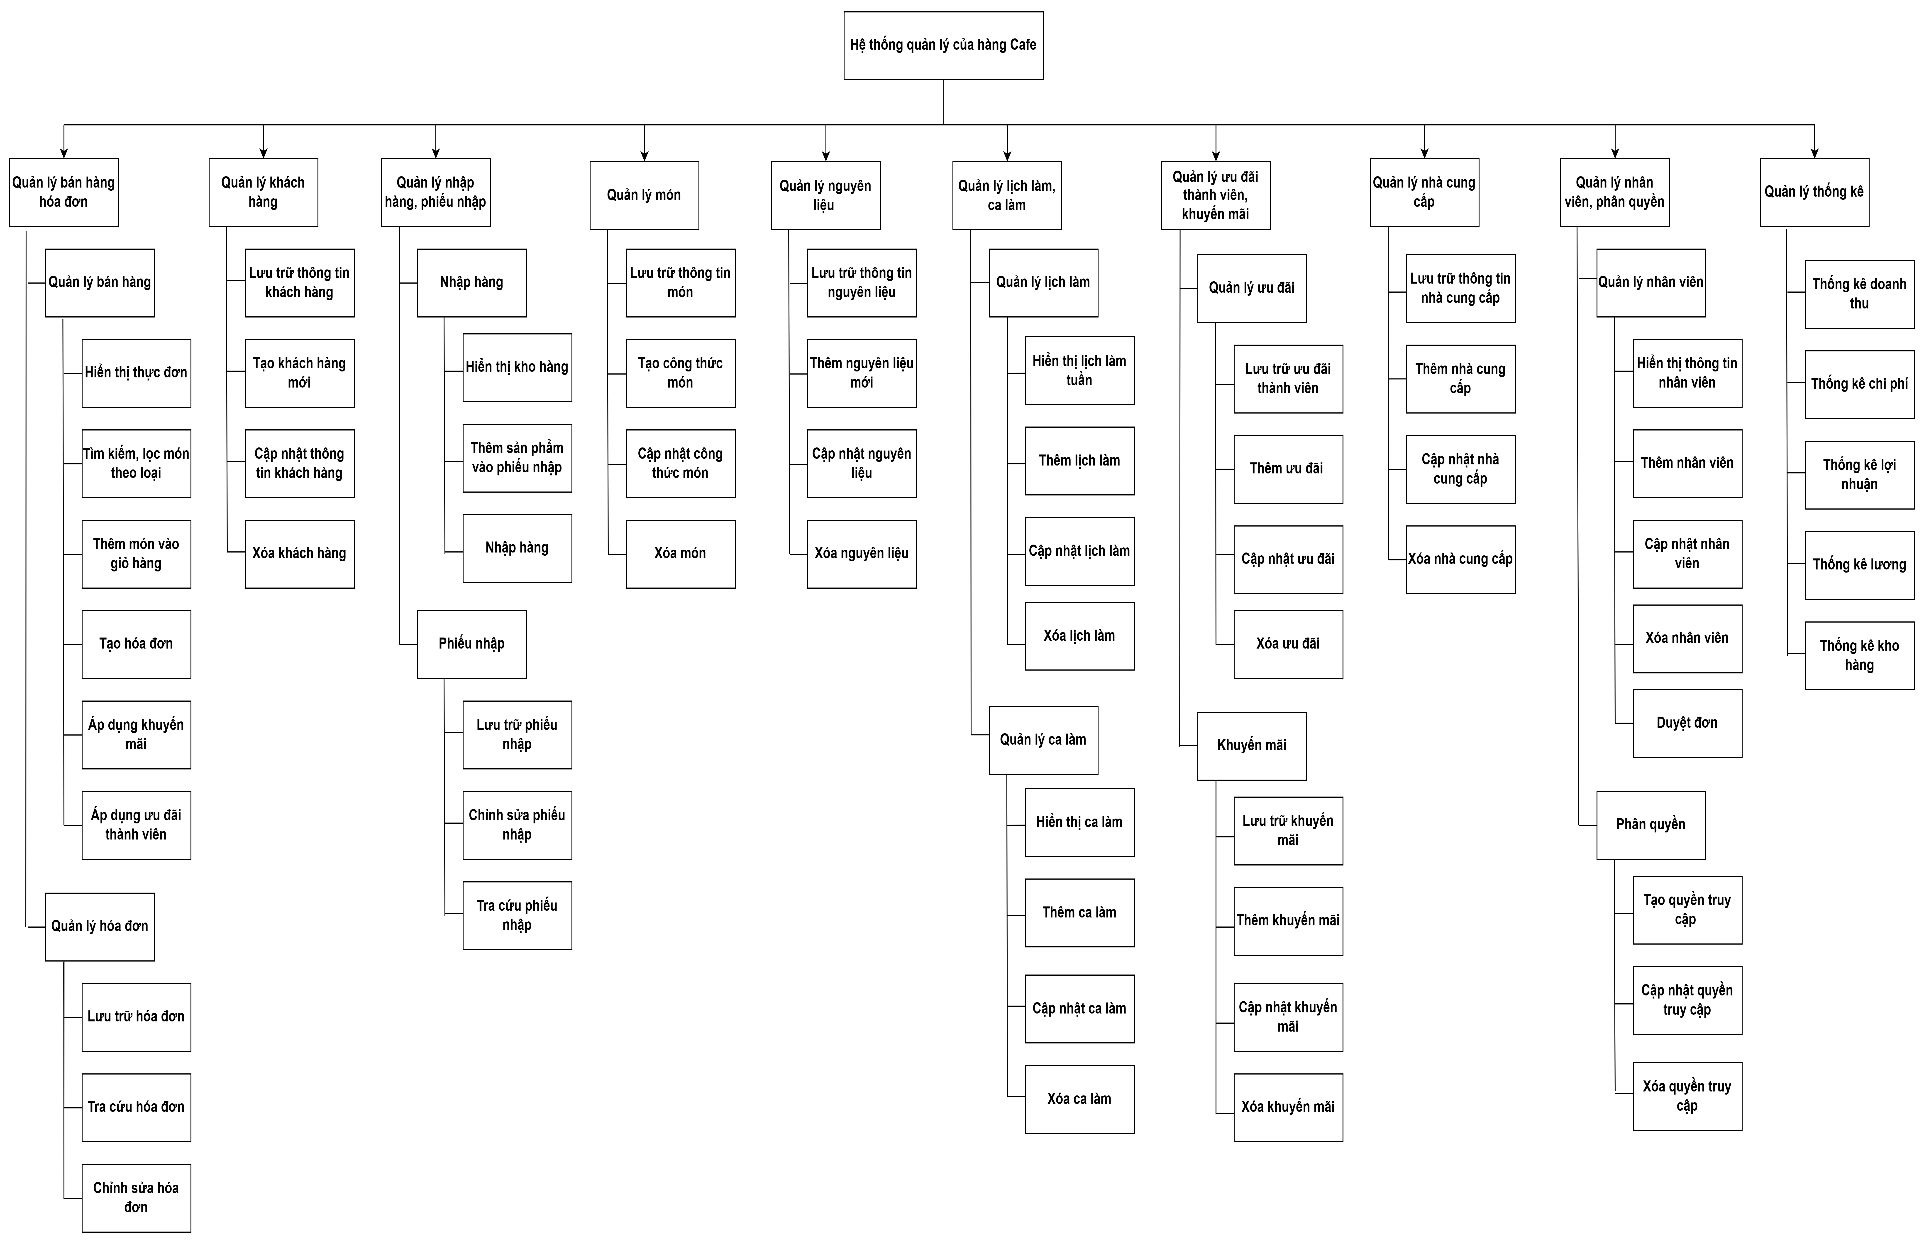 Hệ thống quản lý của hàng Cafe
Quản lý bán hàng
hóa đơn
Quản lý bán hàng
Hiển thị thực đơn
Tìm kiếm, lọc món
theo loại
Thêm món vào
giỏ hàng
Tạo hóa đơn
Áp dụng khuyến
mãi
Áp dụng ưu đãi
thành viên
Quản lý hóa đơn
Lưu trữ hóa đơn
Tra cứu hóa đơn
Chỉnh sửa hóa
đơn
Quản lý khách
hàng
Lưu trữ thông tin
khách hàng
Tạo khách hàng
mới
Cập nhật thông
tin khách hàng
Xóa khách hàng
Quản lý nhập
hàng, phiếu nhập
Nhập hàng
Hiển thị kho hàng
Thêm sản phẩm
vào phiếu nhập
Nhập hàng
Phiếu nhập
Lưu trữ phiếu
nhập
Chỉnh sửa phiếu
nhập
Tra cứu phiếu
nhập
Quản lý món
Lưu trữ thông tin
món
Tạo công thức
món
Cập nhật công
thức món
Xóa món
Quản lý nguyên
liệu
Lưu trữ thông tin
nguyên liệu
Thêm nguyên liệu
mới
Cập nhật nguyên
liệu
Xóa nguyên liệu
Quản lý lịch làm,
ca làm
Quản lý lịch làm
Hiển thị lịch làm
tuần
Thêm lịch làm
Cập nhật lịch làm
Xóa lịch làm
Quản lý ca làm
Hiển thị ca làm
Thêm ca làm
Cập nhật ca làm
Xóa ca làm
Quản lý ưu đãi
thành viên,
khuyến mãi
Quản lý ưu đãi
Lưu trữ ưu đãi
thành viên
Thêm ưu đãi
Cập nhật ưu đãi
Xóa ưu đãi
Khuyến mãi
Lưu trữ khuyến
mãi
Thêm khuyến mãi
Cập nhật khuyến
mãi
Xóa khuyến mãi
Quản lý nhà cung
cấp
Lưu trữ thông tin
nhà cung cấp
Thêm nhà cung
cấp
Cập nhật nhà
cung cấp
Xóa nhà cung cấp
Quản lý nhân
viên, phân quyền
Quản lý nhân viên
Hiển thị thông tin
nhân viên
Thêm nhân viên
Cập nhật nhân
viên
Xóa nhân viên
Duyệt đơn
Phân quyền
Tạo quyền truy
cập
Cập nhật quyền
truy cập
Xóa quyền truy
cập
Quản lý thống kê
Thống kê doanh
thu
Thống kê chi phí
Thống kê lợi
nhuận
Thống kê lương
Thống kê kho
hàng